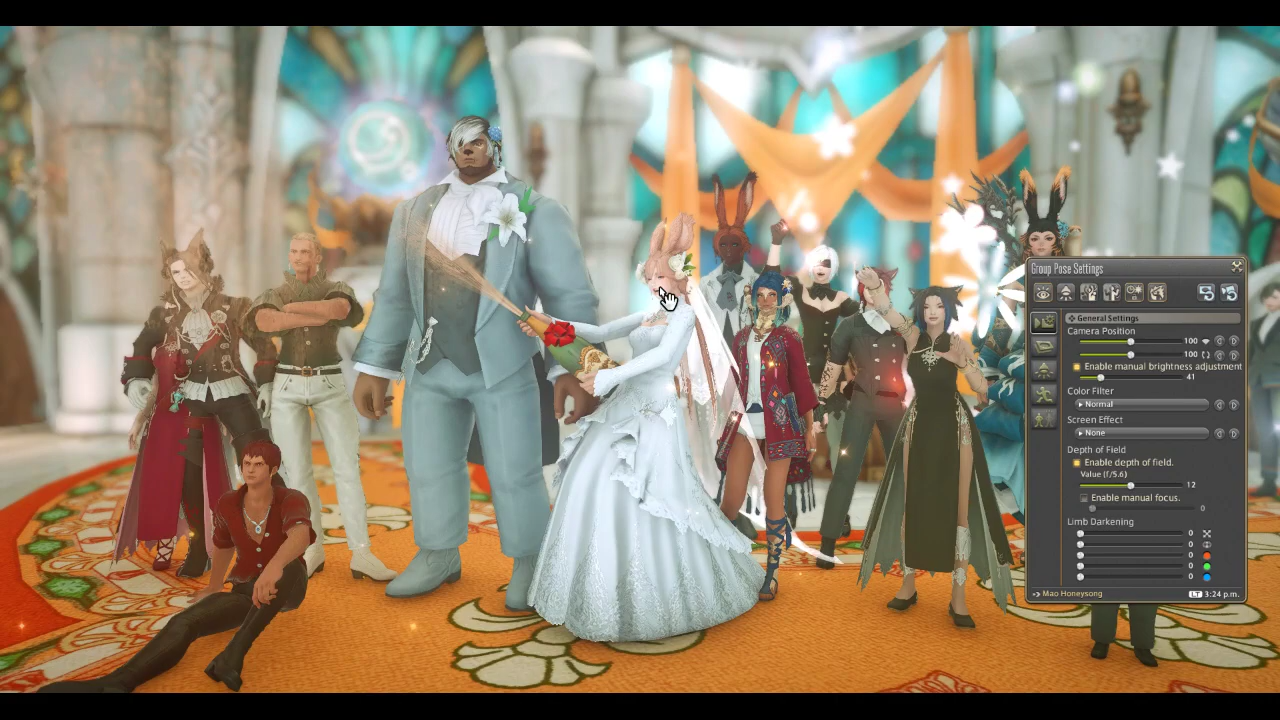 Group Pose Settings
General Settings
Camera Position
100
100
Enable manual brightness adjustment
41
Color Filter
Normal
Screen Effect
None
Depth of Field
Enable depth of field.
Value (f/5.6)
12
Enable manual focus.
0
Limb Darkening
0
0
0
0
0
Mao Honeysong LT 3:24 p.m.